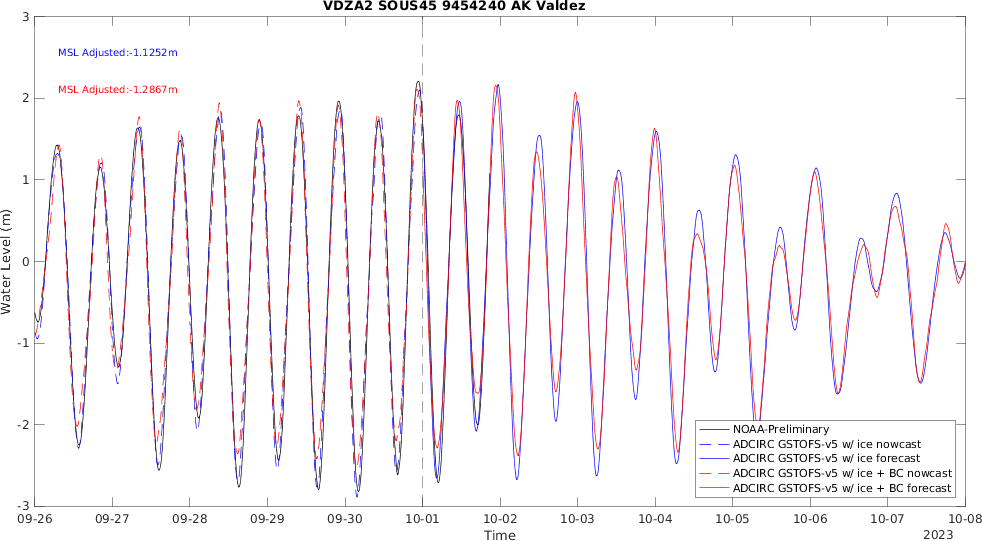 VDZA2 SOUS45 9454240 AK Valdez
MSL Adjusted:-1.1252m
MSL Adjusted:-1.2867m
3
2
1
0
-1
-2
-3
Water Level (m)
NOAA-Preliminary
ADCIRC GSTOFS-v5 w/ ice nowcast
ADCIRC GSTOFS-v5 w/ ice forecast
ADCIRC GSTOFS-v5 w/ ice + BC nowcast
ADCIRC GSTOFS-v5 w/ ice + BC forecast
09-26 09-27 09-28 09-29 09-30 10-01 10-02 10-03 10-04 10-05 10-06 10-07 10-08
Time
2023